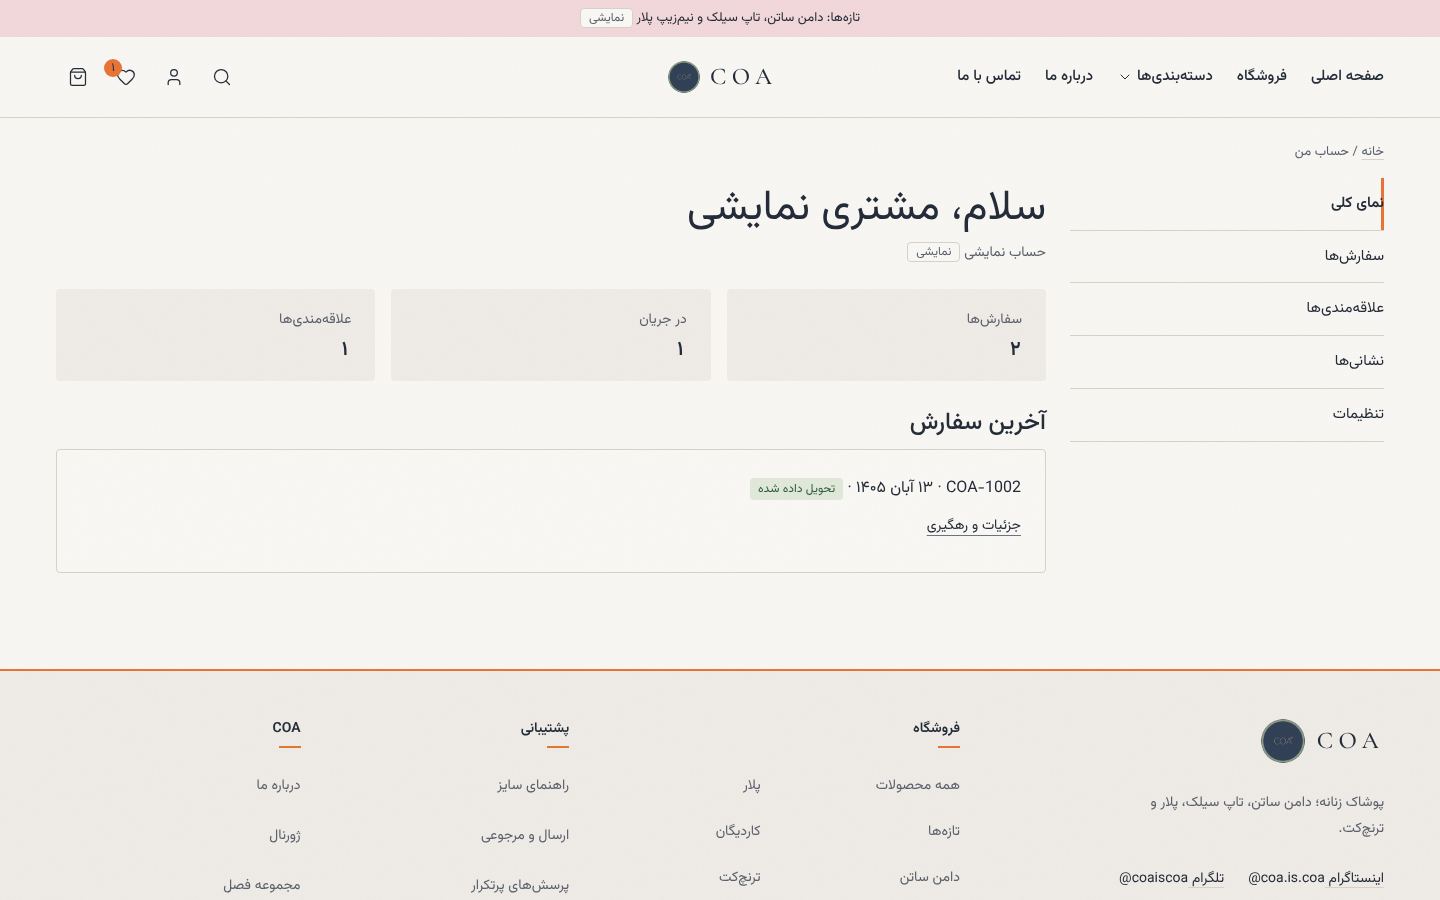 تازه‌ها: دامن ساتن، تاپ سیلک و نیم‌زیپ پلار نمایشی
صفحه اصلی فروشگاه دسته‌بندی‌ها درباره ما تماس با ما
COA
۱
خانه / حساب من
نمای کلی
سفارش‌ها
علاقه‌مندی‌ها
نشانی‌ها
تنظیمات
سلام، مشتری نمایشی
حساب نمایشی نمایشی
سفارش‌ها
۲
در جریان
۱
علاقه‌مندی‌ها
۱
آخرین سفارش
COA-1002 · ۱۳ آبان ۱۴۰۵ · تحویل داده شده
جزئیات و رهگیری
COA
پوشاک زنانه؛ دامن ساتن، تاپ سیلک، پلار و
ترنچ‌کت.
اینستاگرام @coa.is.coa تلگرام @coaiscoa
فروشگاه
همه محصولات
تازه‌ها
دامن ساتن
پلار
کاردیگان
ترنچ‌کت
پشتیبانی
راهنمای سایز
ارسال و مرجوعی
پرسش‌های پرتکرار
COA
درباره ما
ژورنال
مجموعه فصل